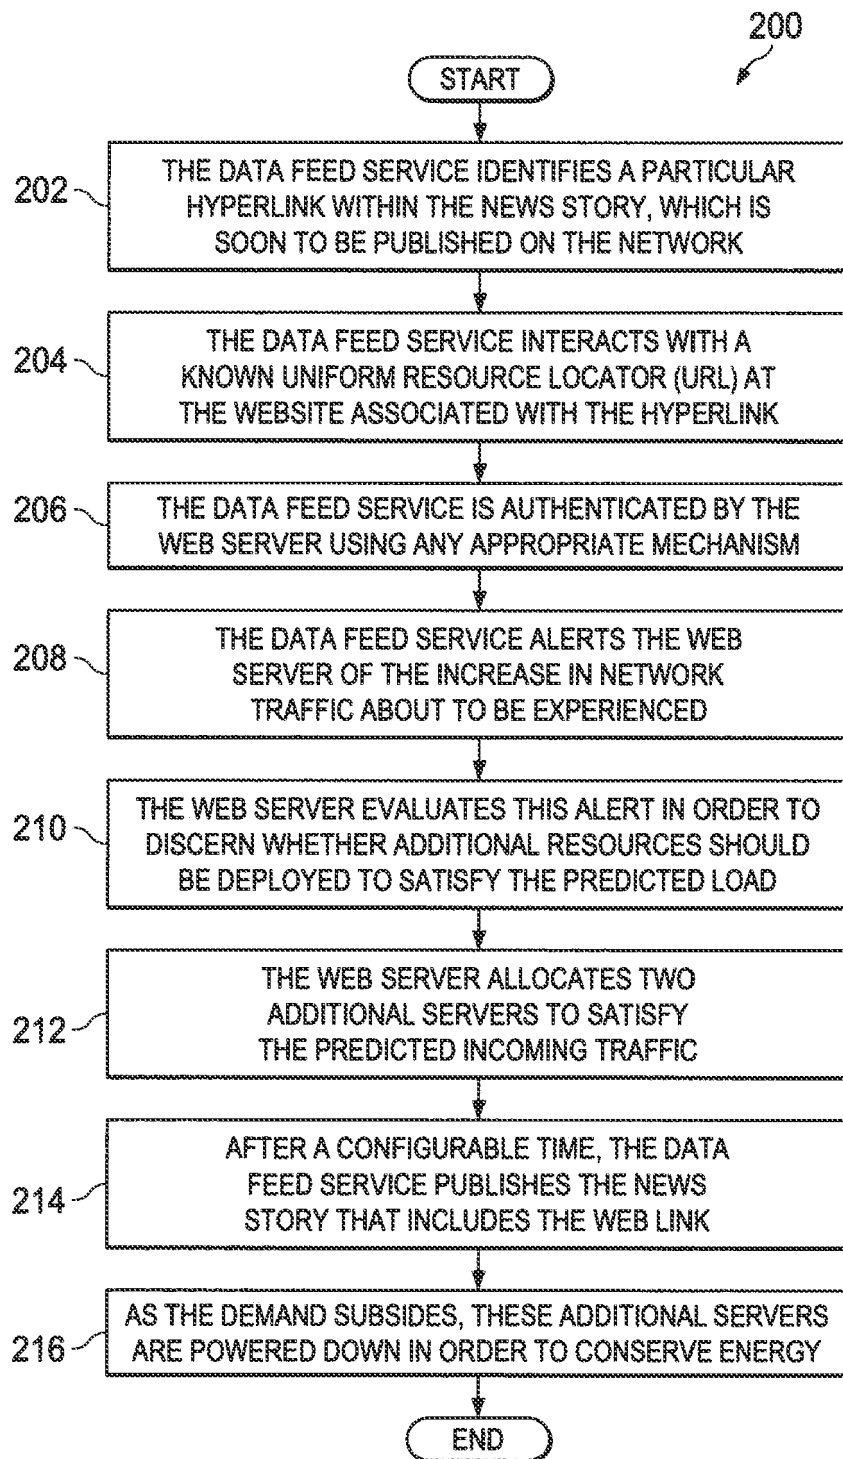 200
START
202
THE DATA FEED SERVICE IDENTIFIES A PARTICULAR
HYPERLINK WITHIN THE NEWS STORY, WHICH IS
SOON TO BE PUBLISHED ON THE NETWORK
204
THE DATA FEED SERVICE INTERACTS WITH A
KNOWN UNIFORM RESOURCE LOCATOR (URL) AT
THE WEBSITE ASSOCIATED WITH THE HYPERLINK
206
THE DATA FEED SERVICE IS AUTHENTICATED BY THE
WEB SERVER USING ANY APPROPRIATE MECHANISM
208
THE DATA FEED SERVICE ALERTS THE WEB
SERVER OF THE INCREASE IN NETWORK
TRAFFIC ABOUT TO BE EXPERIENCED
210
THE WEB SERVER EVALUATES THIS ALERT IN ORDER TO
DISCERN WHETHER ADDITIONAL RESOURCES SHOULD
BE DEPLOYED TO SATISFY THE PREDICTED LOAD
212
THE WEB SERVER ALLOCATES TWO
ADDITIONAL SERVERS TO SATISFY
THE PREDICTED INCOMING TRAFFIC
214
AFTER A CONFIGURABLE TIME, THE DATA
FEED SERVICE PUBLISHES THE NEWS
STORY THAT INCLUDES THE WEB LINK
216
AS THE DEMAND SUBSIDES, THESE ADDITIONAL SERVERS
ARE POWERED DOWN IN ORDER TO CONSERVE ENERGY
END